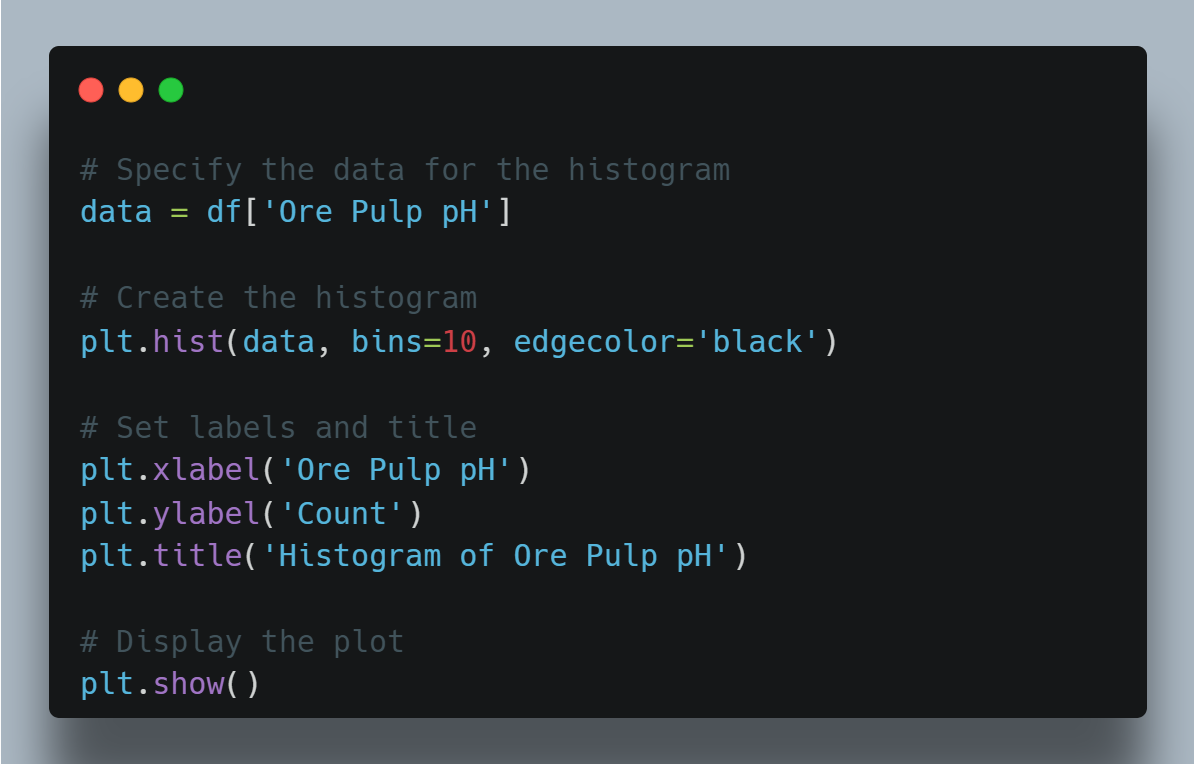 # Specify the data for the histogram
data = df['Ore Pulp pH']
# Create the histogram
plt.hist(data, bins=10, edgecolor='black')
# Set labels and title
plt.xlabel('Ore Pulp pH')
plt.ylabel('Count')
plt.title('Histogram of Ore Pulp pH')
# Display the plot
plt.show()